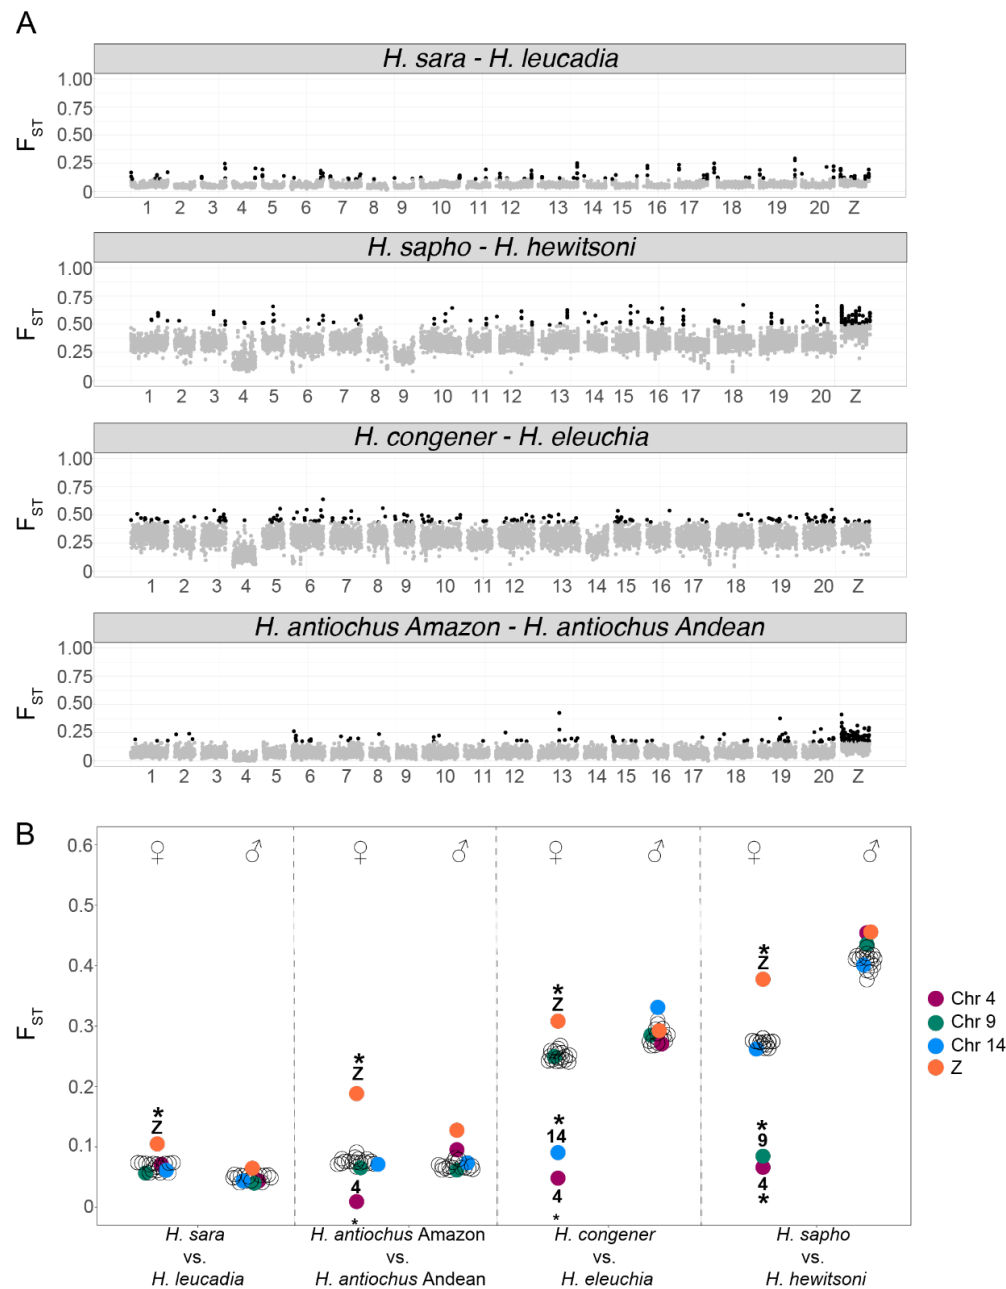 A
H. sara - H. leucadia
FST
1.00
0.75
0.50
0.25
0
1 2 3 4 5 6 7 8 9 10 11 12 13 14 15 16 17 18 19 20 Z
H. sapho - H. hewitsoni
FST
1.00
0.75
0.50
0.25
0
1 2 3 4 5 6 7 8 9 10 11 12 13 14 15 16 17 18 19 20 Z
H. congener - H. eleuchia
FST
1.00
0.75
0.50
0.25
0
1 2 3 4 5 6 7 8 9 10 11 12 13 14 15 16 17 18 19 20 Z
H. antiochus Amazon - H. antiochus Andean
FST
1.00
0.75
0.50
0.25
0
1 2 3 4 5 6 7 8 9 10 11 12 13 14 15 16 17 18 19 20 Z
B
FST
0.6
0.5
0.4
0.3
0.2
0.1
0
♀ ♂ ♀ ♂ ♀ ♂ ♀ ♂
*
Z
*
Z
4
*
*
Z
*
14
4
*
*
Z
*
9
4
*
Chr 4
Chr 9
Chr 14
Z
H. sara
vs.
H. leucadia
H. antiochus Amazon
vs.
H. antiochus Andean
H. congener
vs.
H. eleuchia
H. sapho
vs.
H. hewitsoni